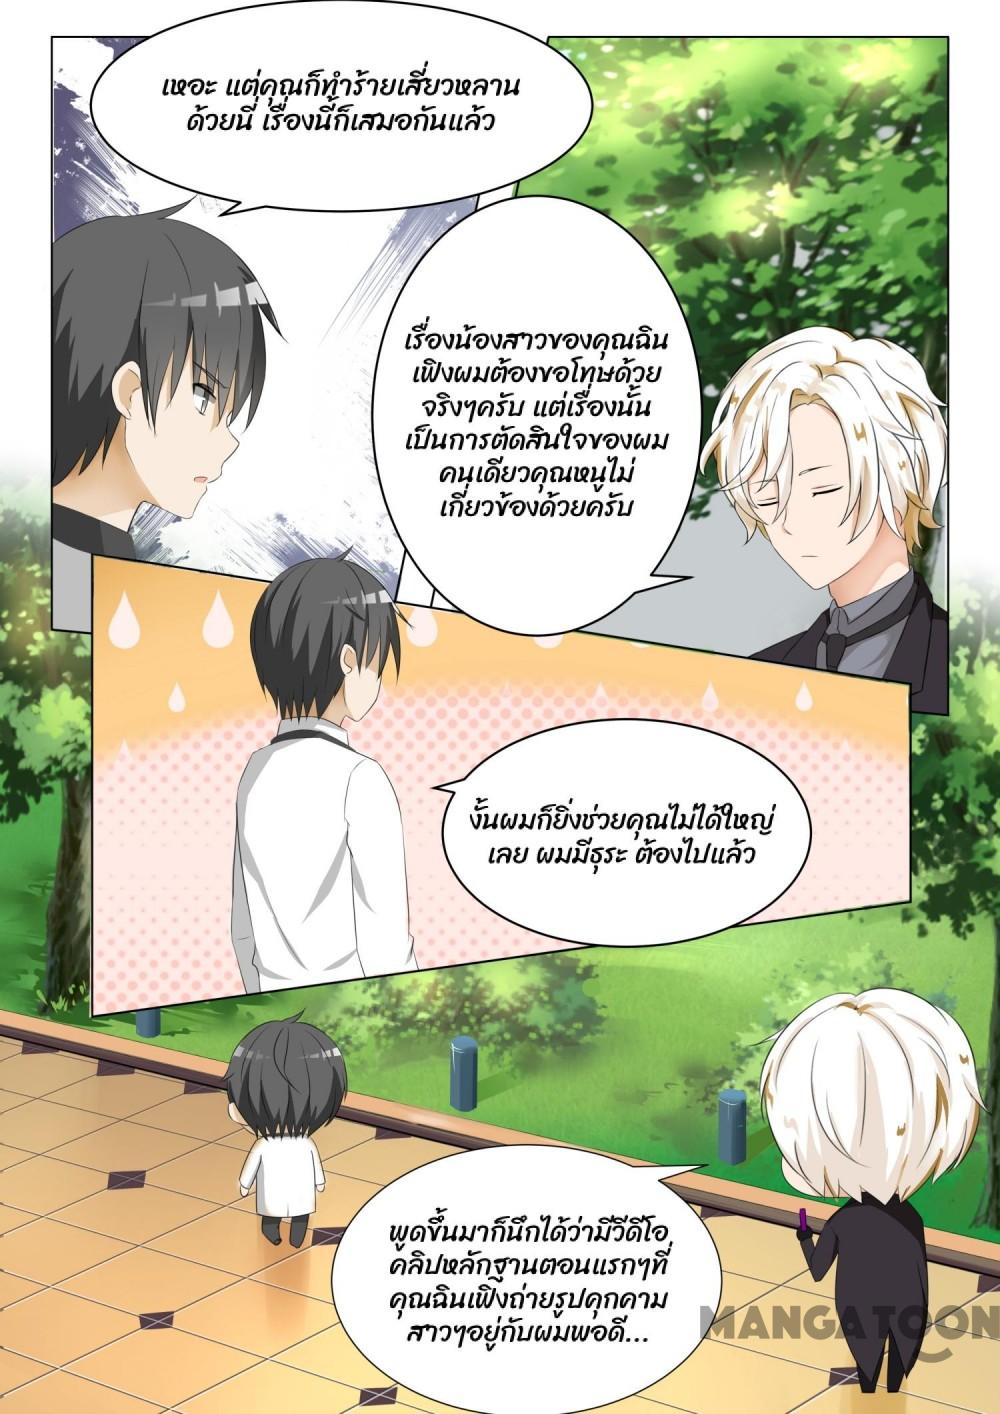 เหอะ แต่คุณก็ทำร้ายเสี่ยวหลาน
ด้วยนี่ เรื่องนี้ก็เสมอกันแล้ว
เรื่องน้องสาวของคุณฉิน
เฟิงผมต้องขอโทษด้วย
จริงๆครับ แต่เรื่องนั้น
เป็นการตัดสินใจของผม
คนเดียวคุณหนูไม่
เกี่ยวข้องด้วยครับ
งั้นผมก็ยิ่งช่วยคุณไม่ได้ใหญ่
เลย ผมมีธุระ ต้องไปแล้ว
พูดขึ้นมาก็นึกได้ว่ามีวีดีโอ
คลิปหลักฐานตอนแรกๆที่
คุณฉินเฟิงถ่ายรูปคุกคาม
สาวๆอยู่กับผมพอดี...
MANGATOON